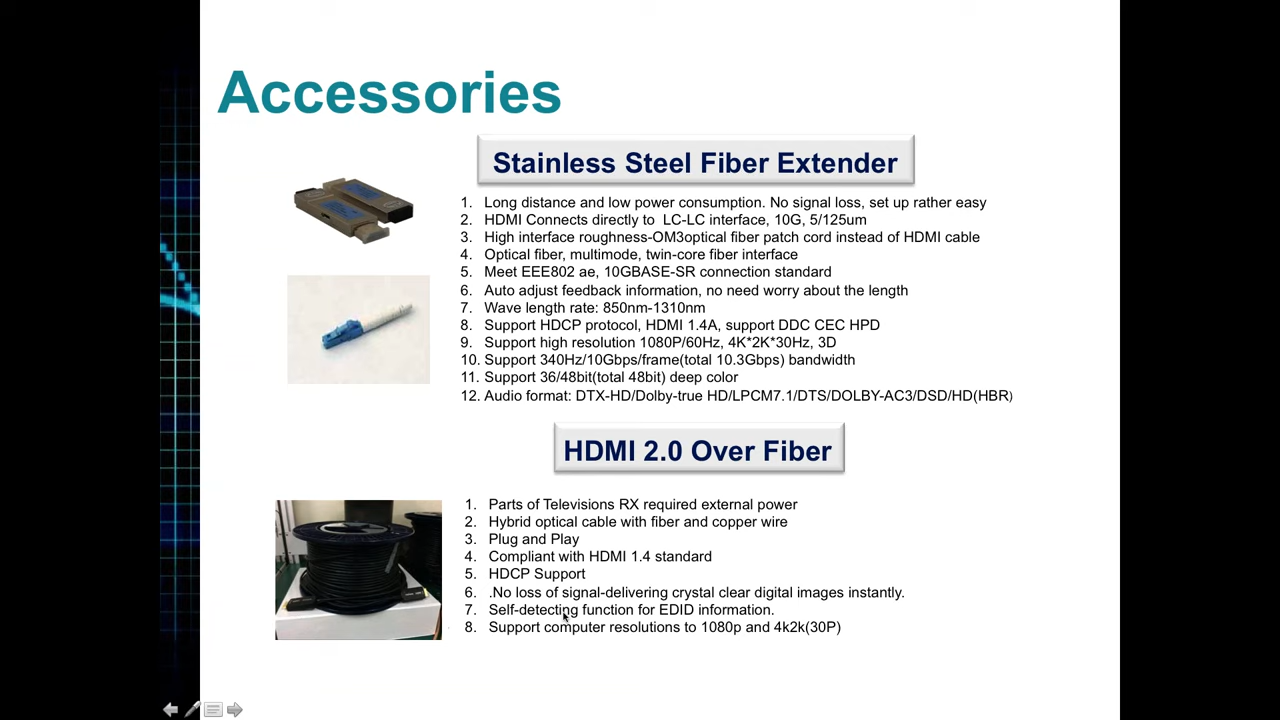 Accessories
Stainless Steel Fiber Extender
1. Long distance and low power consumption. No signal loss, set up rather easy
2. HDMI Connects directly to LC-LC interface, 10G, 5/125um
3. High interface roughness-OM3optical fiber patch cord instead of HDMI cable
4. Optical fiber, multimode, twin-core fiber interface
5. Meet EEE802 ae, 10GBASE-SR connection standard
6. Auto adjust feedback information, no need worry about the length
7. Wave length rate: 850nm-1310nm
8. Support HDCP protocol, HDMI 1.4A, support DDC CEC HPD
9. Support high resolution 1080P/60Hz, 4K*2K*30Hz, 3D
10. Support 340Hz/10Gbps/frame(total 10.3Gbps) bandwidth
11. Support 36/48bit(total 48bit) deep color
12. Audio format: DTX-HD/Dolby-true HD/LPCM7.1/DTS/DOLBY-AC3/DSD/HD(HBR)
HDMI 2.0 Over Fiber
1. Parts of Televisions RX required external power
2. Hybrid optical cable with fiber and copper wire
3. Plug and Play
4. Compliant with HDMI 1.4 standard
5. HDCP Support
6. .No loss of signal-delivering crystal clear digital images instantly.
7. Self-detecting function for EDID information.
8. Support computer resolutions to 1080p and 4k2k(30P)